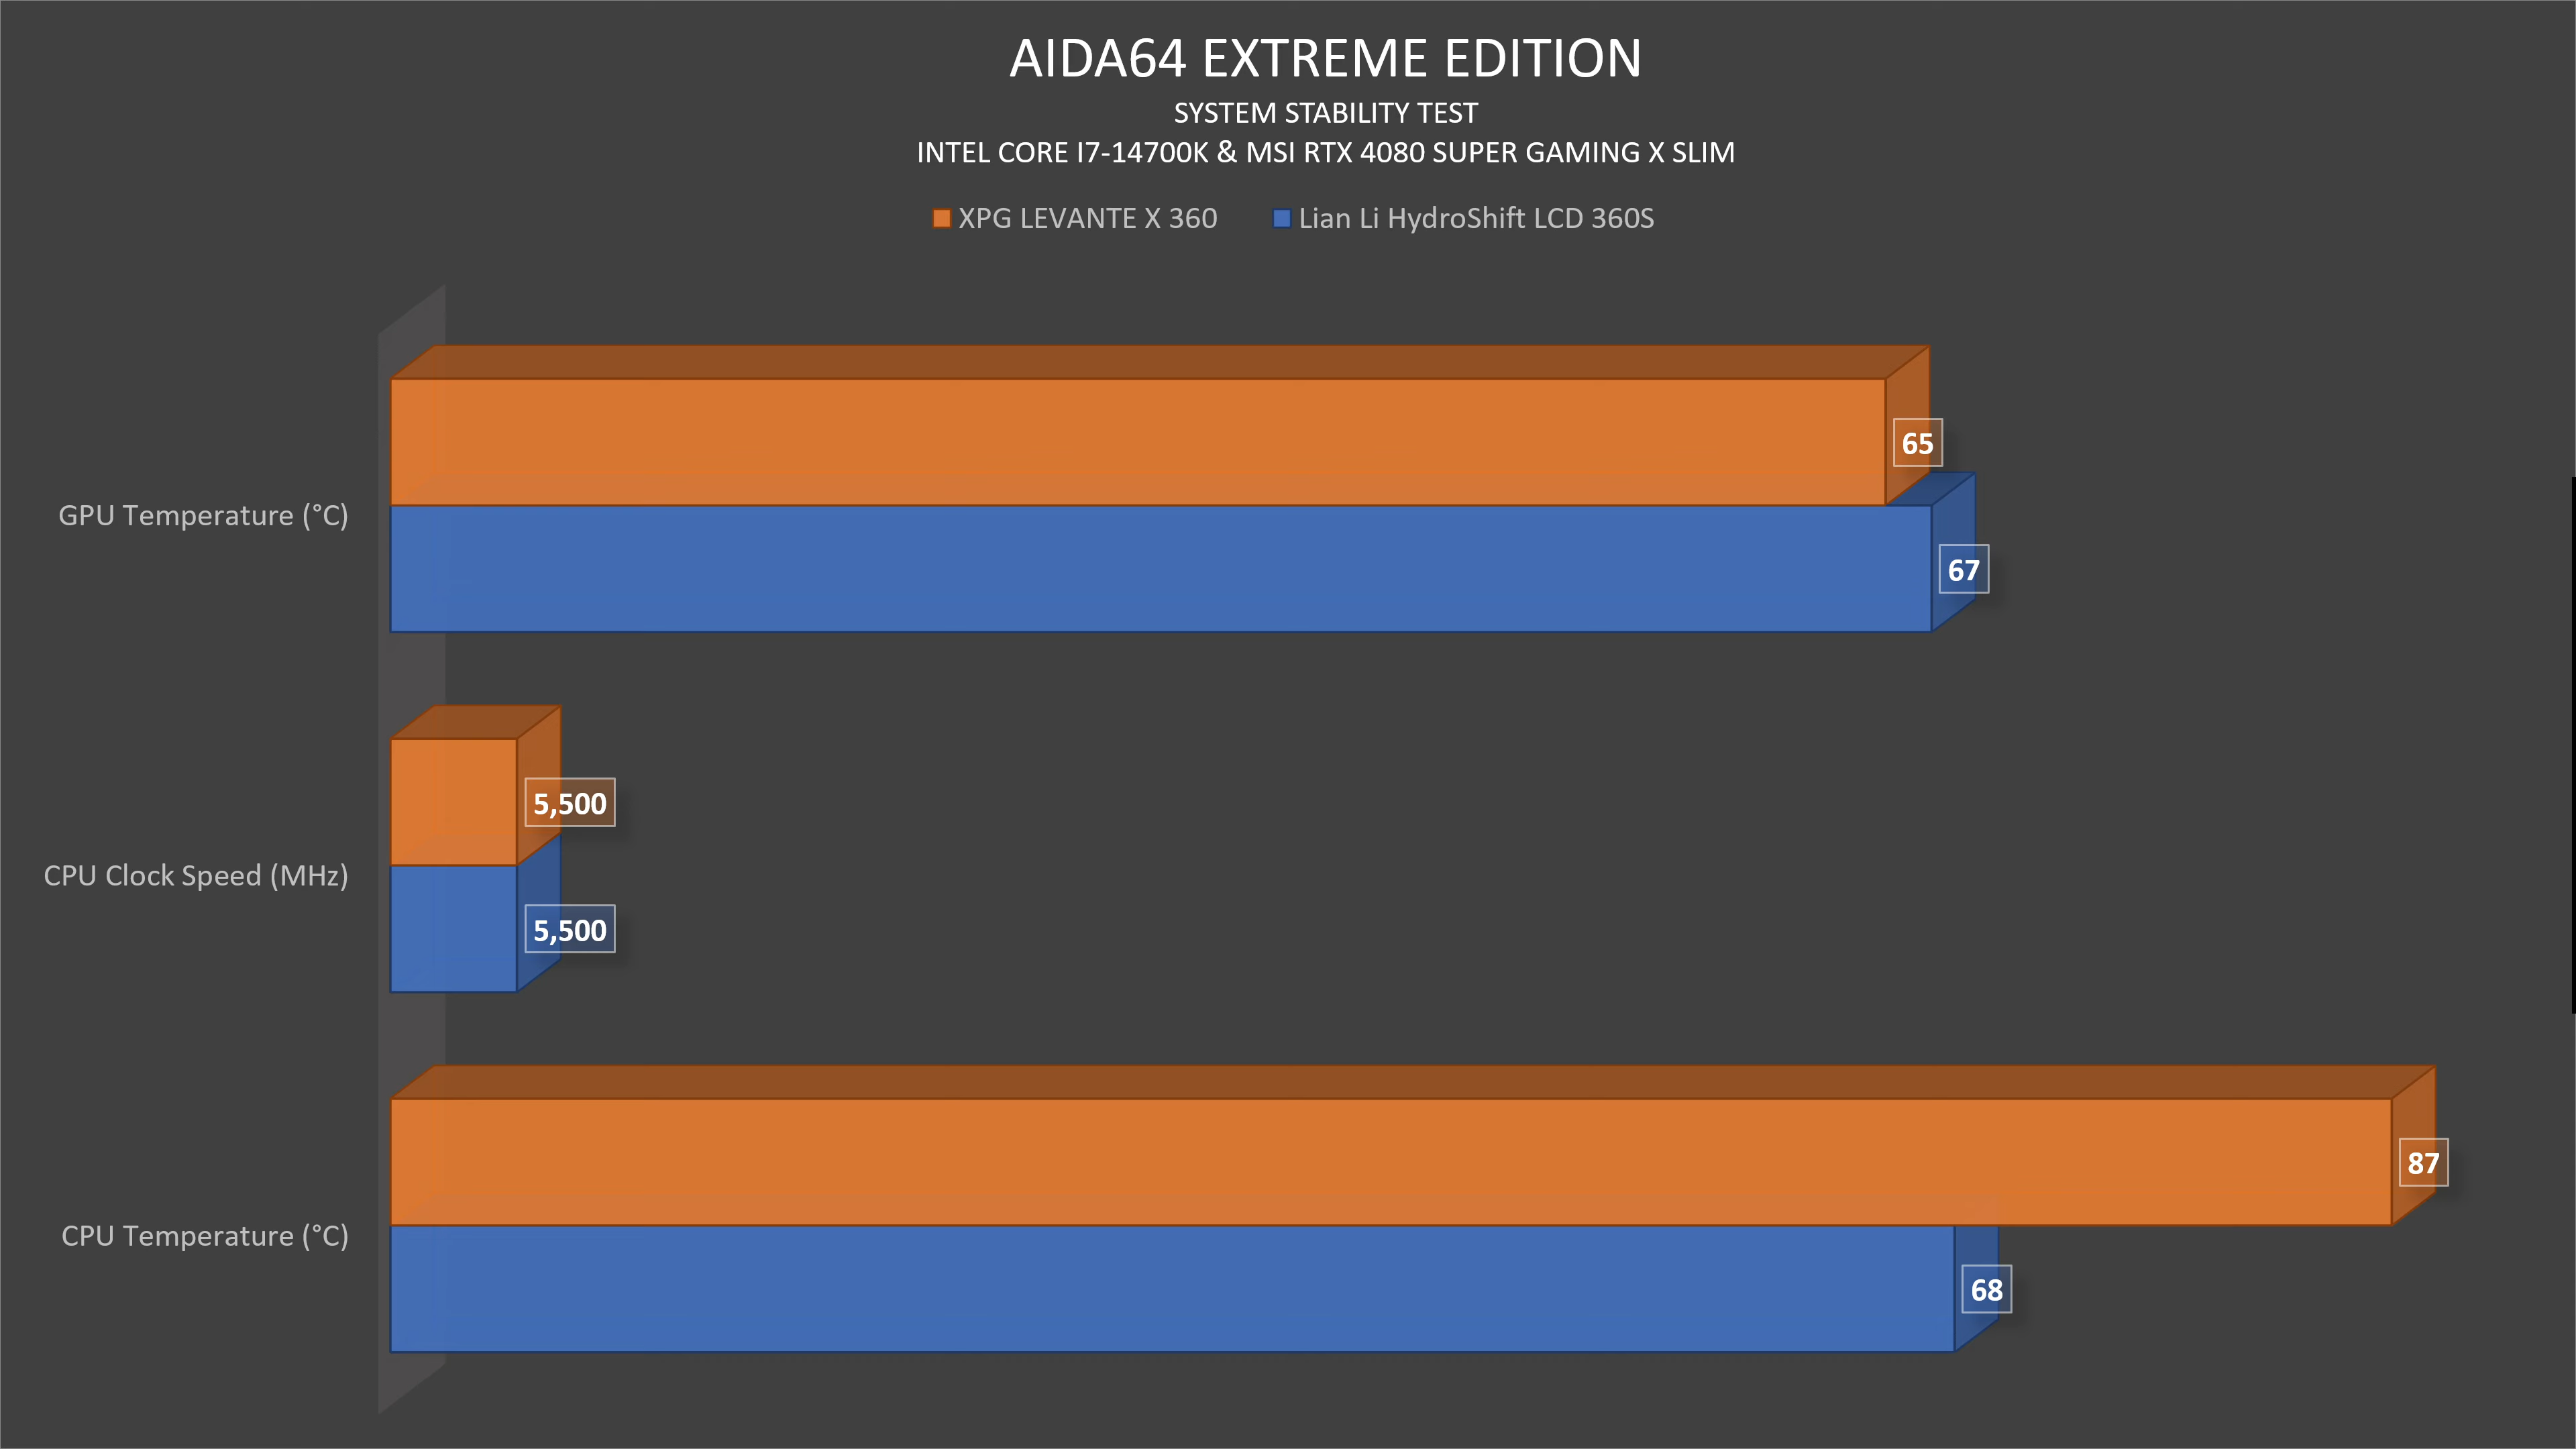 AIDA64 EXTREME EDITION
SYSTEM STABILITY TEST
INTEL CORE I7-14700K & MSI RTX 4080 SUPER GAMING X SLIM
XPG LEVANTE X 360 Lian Li HydroShift LCD 360S
65
GPU Temperature (°C)
67
5,500
CPU Clock Speed (MHz)
5,500
87
CPU Temperature (°C)
68